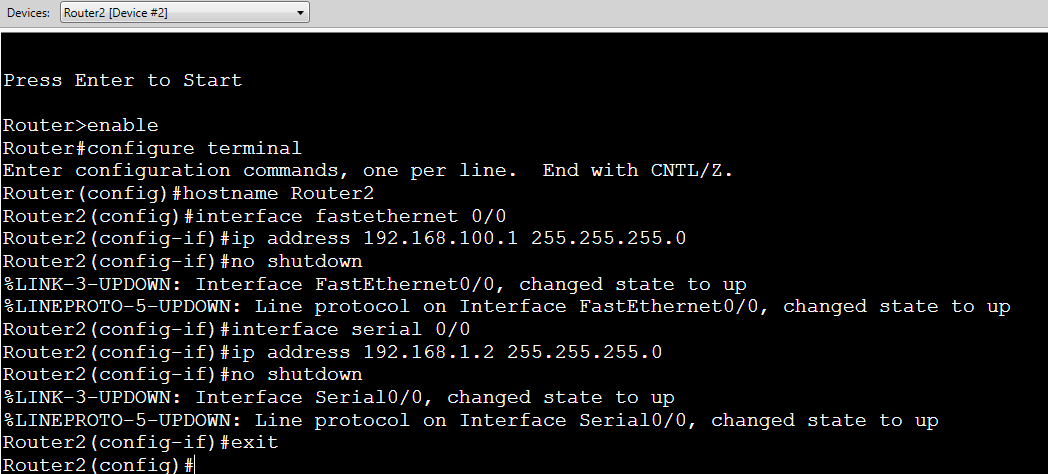 Devices: Router2 [Device #2]
Press Enter to Start
Router>enable
Router#configure terminal
Enter configuration commands, one per line.  End with CNTL/Z.
Router(config)#hostname Router2
Router2(config)#interface fastethernet 0/0
Router2(config-if)#ip address 192.168.100.1 255.255.255.0
Router2(config-if)#no shutdown
%LINK-3-UPDOWN: Interface FastEthernet0/0, changed state to up
%LINEPROTO-5-UPDOWN: Line protocol on Interface FastEthernet0/0, changed state to up
Router2(config-if)#interface serial 0/0
Router2(config-if)#ip address 192.168.1.2 255.255.255.0
Router2(config-if)#no shutdown
%LINK-3-UPDOWN: Interface Serial0/0, changed state to up
%LINEPROTO-5-UPDOWN: Line protocol on Interface Serial0/0, changed state to up
Router2(config-if)#exit
Router2(config)#